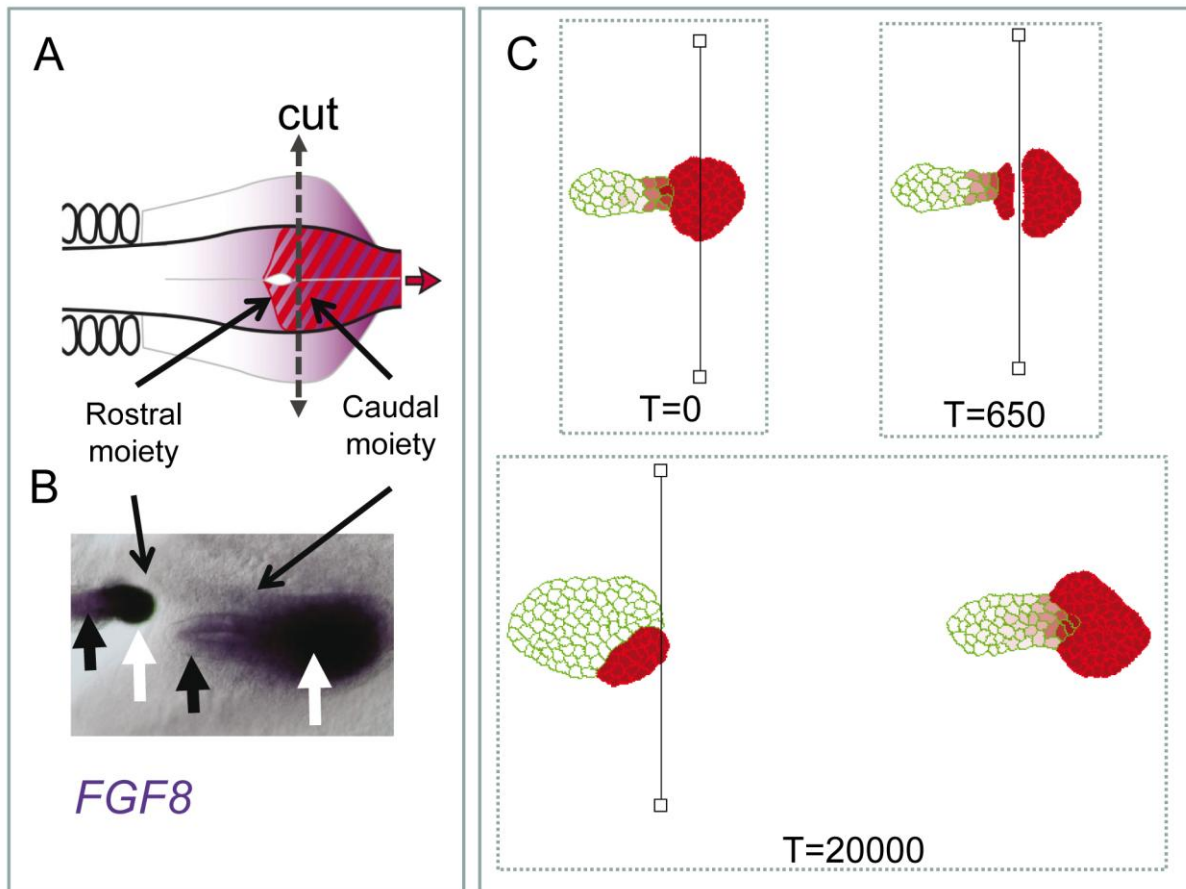 A
cut
Rostral
moiety
Caudal
moiety
B
FGF8
C
T=0
T=650
T=20000